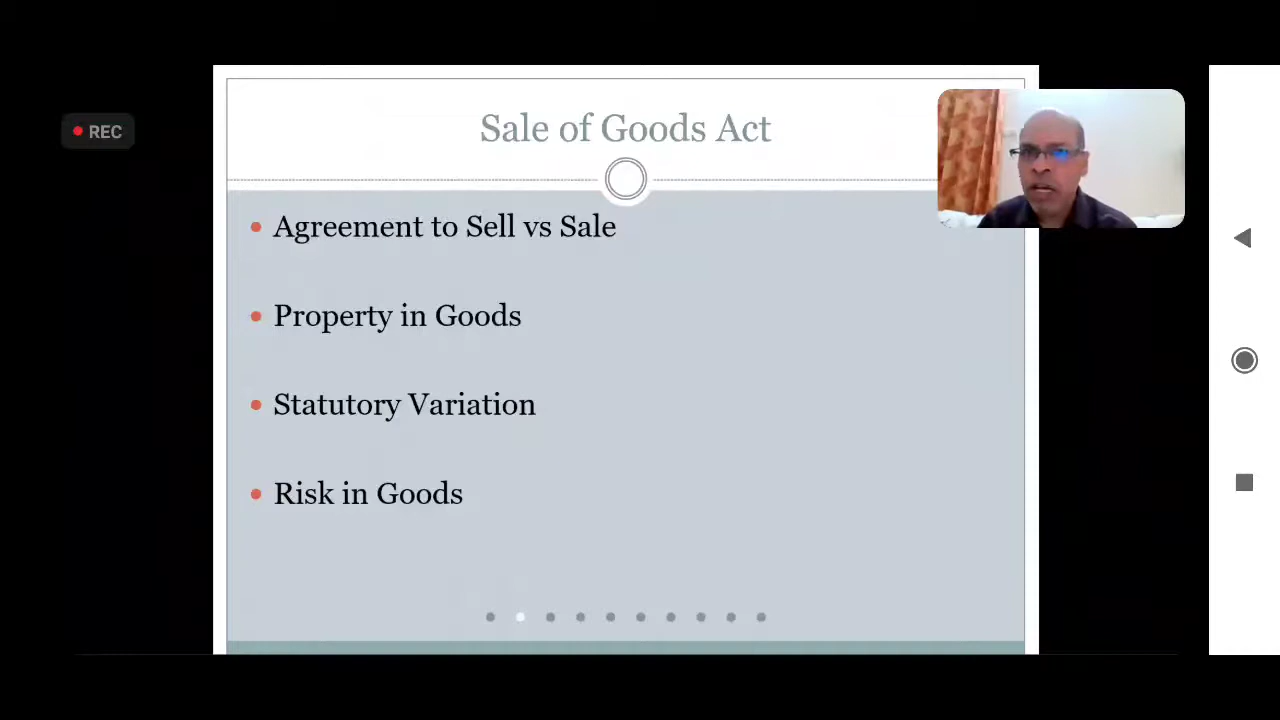 REC
Sale of Goods Act
Agreement to Sell vs Sale
Property in Goods
Statutory Variation
Risk in Goods